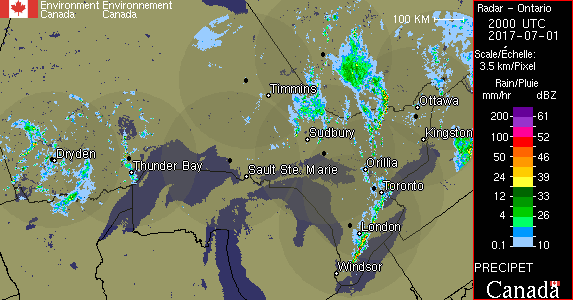 Environment Environnement
Canada Canada
100 KM
Timmins
Ottawa
Sudbury
Kingston
Dryden
Thunder Bay
Sault Ste. Marie
Orillia
Toronto
London
Windsor
Radar - Ontario
2000 UTC
2017-07-01
Scale/Échelle:
3.5 km/Pixel
Rain/Pluie
mm/hr dBZ
200 61
100 52
50 46
24 39
12 33
4 26
0.1 10
PRECIPET
Canada